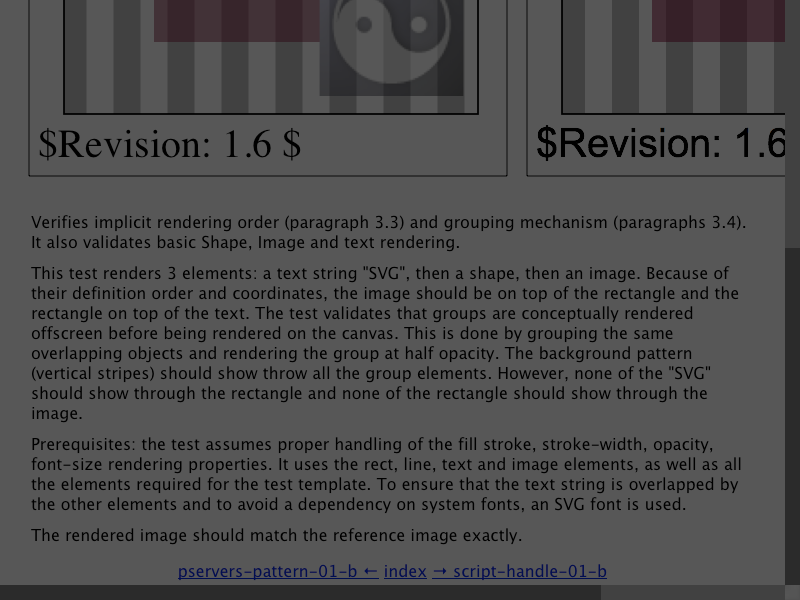 $Revision: 1.6 $
$Revision: 1.6
Verifies implicit rendering order (paragraph 3.3) and grouping mechanism (paragraphs 3.4).
It also validates basic Shape, Image and text rendering.
This test renders 3 elements: a text string "SVG", then a shape, then an image. Because of
their definition order and coordinates, the image should be on top of the rectangle and the
rectangle on top of the text. The test validates that groups are conceptually rendered
offscreen before being rendered on the canvas. This is done by grouping the same
overlapping objects and rendering the group at half opacity. The background pattern
(vertical stripes) should show throw all the group elements. However, none of the "SVG"
should show through the rectangle and none of the rectangle should show through the
image.
Prerequisites: the test assumes proper handling of the fill stroke, stroke-width, opacity,
font-size rendering properties. It uses the rect, line, text and image elements, as well as all
the elements required for the test template. To ensure that the text string is overlapped by
the other elements and to avoid a dependency on system fonts, an SVG font is used.
The rendered image should match the reference image exactly.
pservers-pattern-01-b ← index → script-handle-01-b